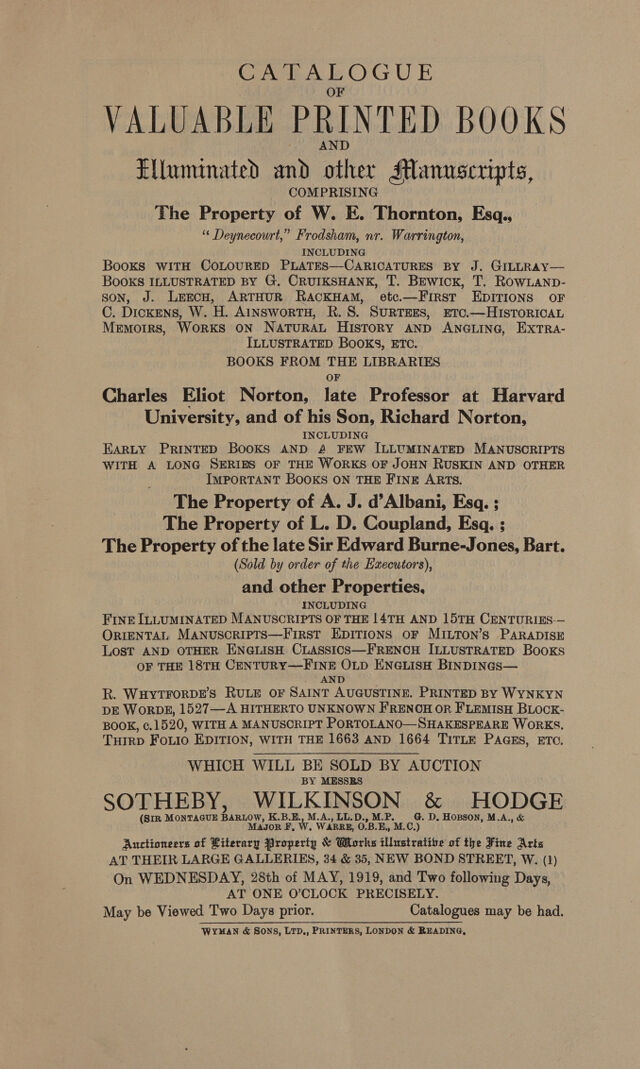 CATALOGUE
OF
VALUABLE PRINTED BOOKS
AND
Illuminated and other Manuscripts,
COMPRISING
The Property of W. E. Thornton, Esq.,
"Deynecourt," Frodsham, nr. Warrington,
INCLUDING
BOOKS WITH COLOURED PLATES—CARICATURES BY J. GILLRAY—
BOOKS ILLUSTRATED BY G. CRUIKSHANK, T. BEWICK, T. ROWLAND-
SON, J. LEECH, ARTHUR RACKHAM, etc.—FIRST EDITIONS OF
C. DICKENS, W. H. AINSWORTH, R. S. SURTEES, ETC.—HISTORICAL
MEMOIRS, WORKS ON NATURAL HISTORY AND ANGLING, EXTRA-
ILLUSTRATED BOOKS, ETC.
BOOKS FROM THE LIBRARIES
OF
Charles Eliot Norton, late Professor at Harvard
University, and of his Son, Richard Norton,
INCLUDING
EARLY PRINTED BOOKS AND A FEW ILLUMINATED MANUSCRIPTS
WITH A LONG SERIES OF THE WORKS OF JOHN RUSKIN AND OTHER
IMPORTANT BOOKS ON THE FINE ARTS.
The Property of A. J. d'Albani, Esq.;
The Property of L. D. Coupland, Esq.;
The Property of the late Sir Edward Burne-Jones, Bart.
(Sold by order of the Executors),
and other Properties,
INCLUDING
FINE ILLUMINATED MANUSCRIPTS OF THE 14TH AND 15TH CENTURIES—
ORIENTAL MANUSCRIPTS—FIRST EDITIONS OF MILTON'S PARADISE
LOST AND OTHER ENGLISH CLASSICS—FRENCH ILLUSTRATED BOOKS
OF THE 18TH CENTURY—FINE OLD ENGLISH BINDINGS—
AND
R. WHYTFORDE'S RULE OF SAINT AUGUSTINE. PRINTED BY WYNKYN
DE WORDE, 1527—A HITHERTO UNKNOWN FRENCH OR FLEMISH BLOCK-
BOOK, c.1520, WITH A MANUSCRIPT PORTOLANO—SHAKESPEARE WORKS.
THIRD FOLIO EDITION, WITH THE 1663 AND 1664 TITLE PAGES, ETC.
WHICH WILL BE SOLD BY AUCTION
BY MESSRS
SOTHEBY, WILKINSON & HODGE
(SIR MONTAGUE BARLOW, K.B.E., M.A., LL.D., M.P. G. D. HOBSON, M.A., &
MAJOR F. W. WARRE, O.B.E., M.C.)
Auctioneers of Literary Property & Works illustrative of the Fine Arts
AT THEIR LARGE GALLERIES, 34 & 35, NEW BOND STREET, W. (1)
On WEDNESDAY, 28th of MAY, 1919, and Two following Days,
AT ONE O'CLOCK PRECISELY.
May be Viewed Two Days prior. Catalogues may be had.
WYMAN & SONS, LTD., PRINTERS, LONDON & READING.